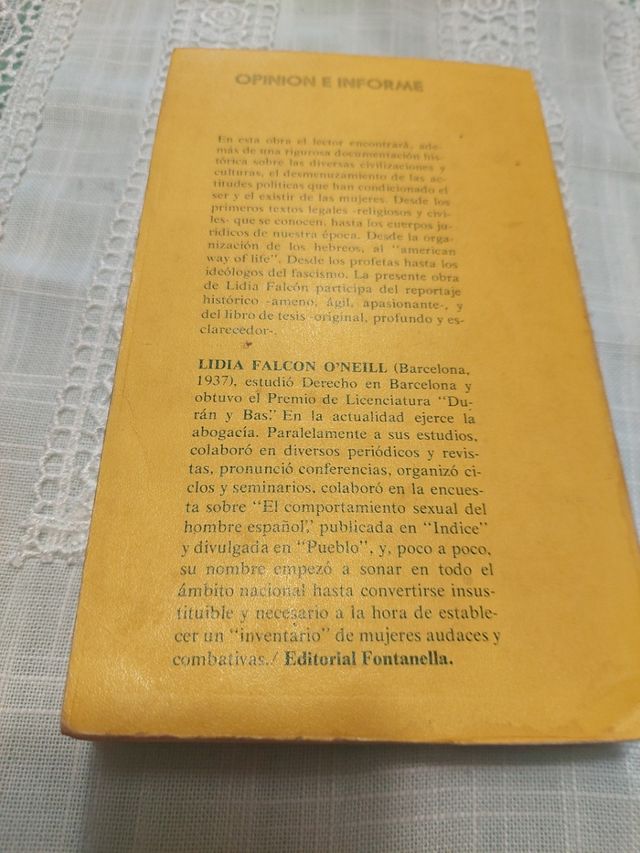 OPINION E INFORME
En esta obra el lector encontrará, ade-
más de una rigurosa documentación his-
tórica sobre las diversas civilizaciones y
culturas, el desmenuzamiento de las ac-
titudes políticas que han condicionado el
ser y el existir de las mujeres. Desde los
primeros textos legales -religiosos y civi-
les- que se conocen, hasta los cuerpos ju-
rídicos de nuestra época. Desde la orga-
nización de los hebreos, al "american
way of life". Desde los profetas hasta los
ideólogos del fascismo. La presente obra
de Lidia Falcón participa del reportaje
histórico -ameno, ágil, apasionante-, y
del libro de tesis -original, profundo y es-
clarecedor-.
LIDIA FALCON O'NEILL (Barcelona,
1937), estudió Derecho en Barcelona y
obtuvo el Premio de Licenciatura "Du-
rán y Bas." En la actualidad ejerce la
abogacía. Paralelamente a sus estudios,
colaboró en diversos periódicos y revis-
tas, pronunció conferencias, organizó ci-
clos y seminarios, colaboró en la encues-
ta sobre "El comportamiento sexual del
hombre español," publicada en "Indice"
y divulgada en "Pueblo", y, poco a poco,
su nombre empezó a sonar en todo el
ámbito nacional hasta convertirse insus-
tituible y necesario a la hora de estable-
cer un "inventario" de mujeres audaces y
combativas./ Editorial Fontanella.